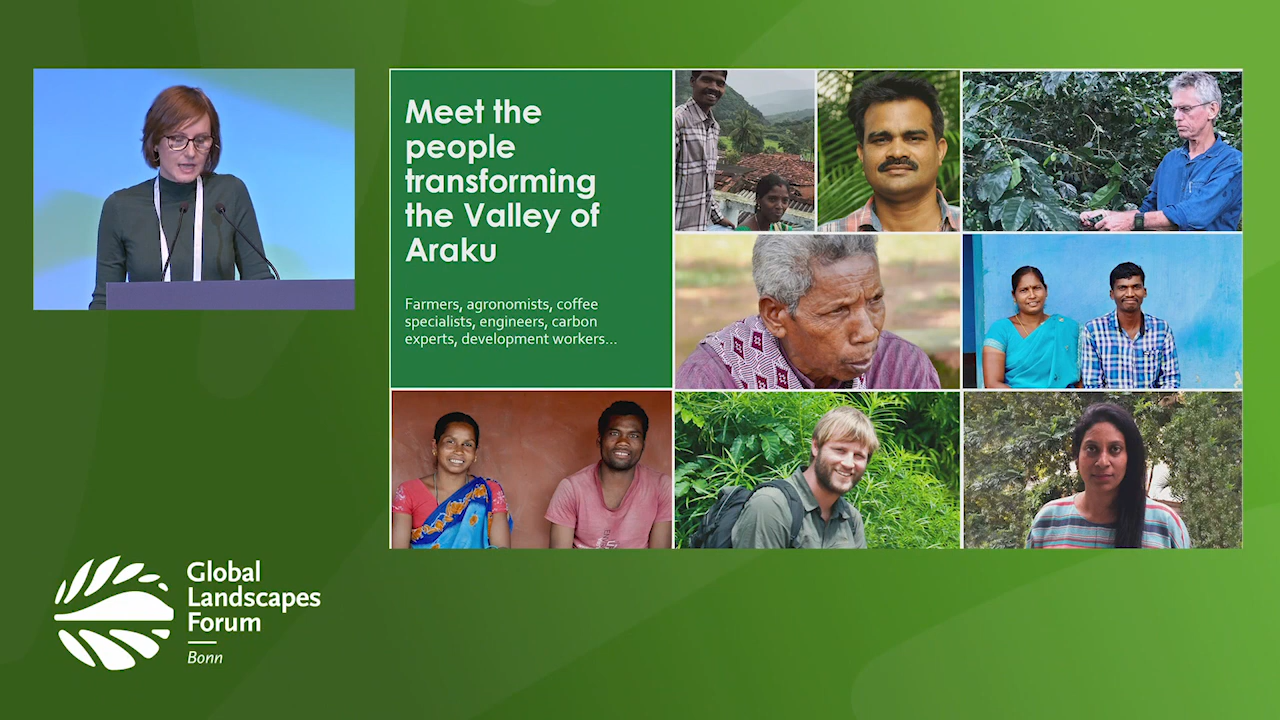 Meet the
people
transforming
the Valley of
Araku
Farmers, agronomists, coffee
specialists, engineers, carbon
experts, development workers...
Global
Landscapes
Forum
Bonn